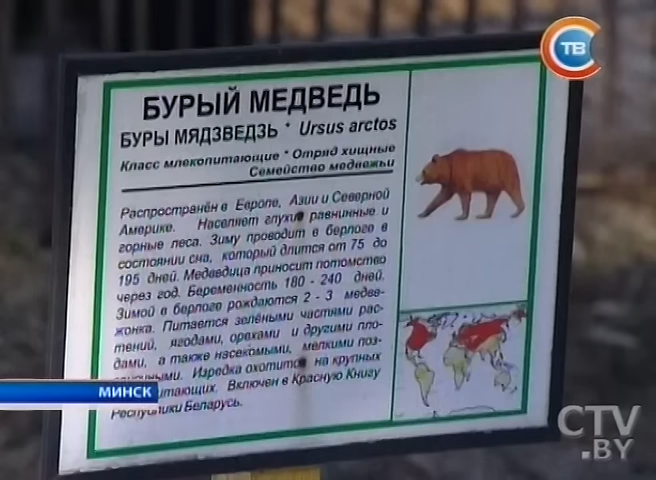 СТВ
БУРЫЙ МЕДВЕДЬ
БУРЫ МЯДЗВЕДЗЬ * Ursus arctos
Класс млекопитающие * Отряд хищные
Семейство медвежьи
Распространён в Европе, Азии и Северной
Америке. Населяет глухие равнинные и
горные леса. Зиму проводит в берлоге в
состоянии сна, который длится от 75 до
195 дней. Медведица приносит потомство
через год. Беременность 180 - 240 дней.
Зимой в берлоге рождаются 2 - 3 медве-
жонка. Питается зелёными частями рас-
тений, ягодами, орехами и другими пло-
дами, а также насекомыми, мелкими поз-
Изредка охотится на крупных
Включен в Красную Книгу
Республики Беларусь.
МИНСК
CTV
.BY